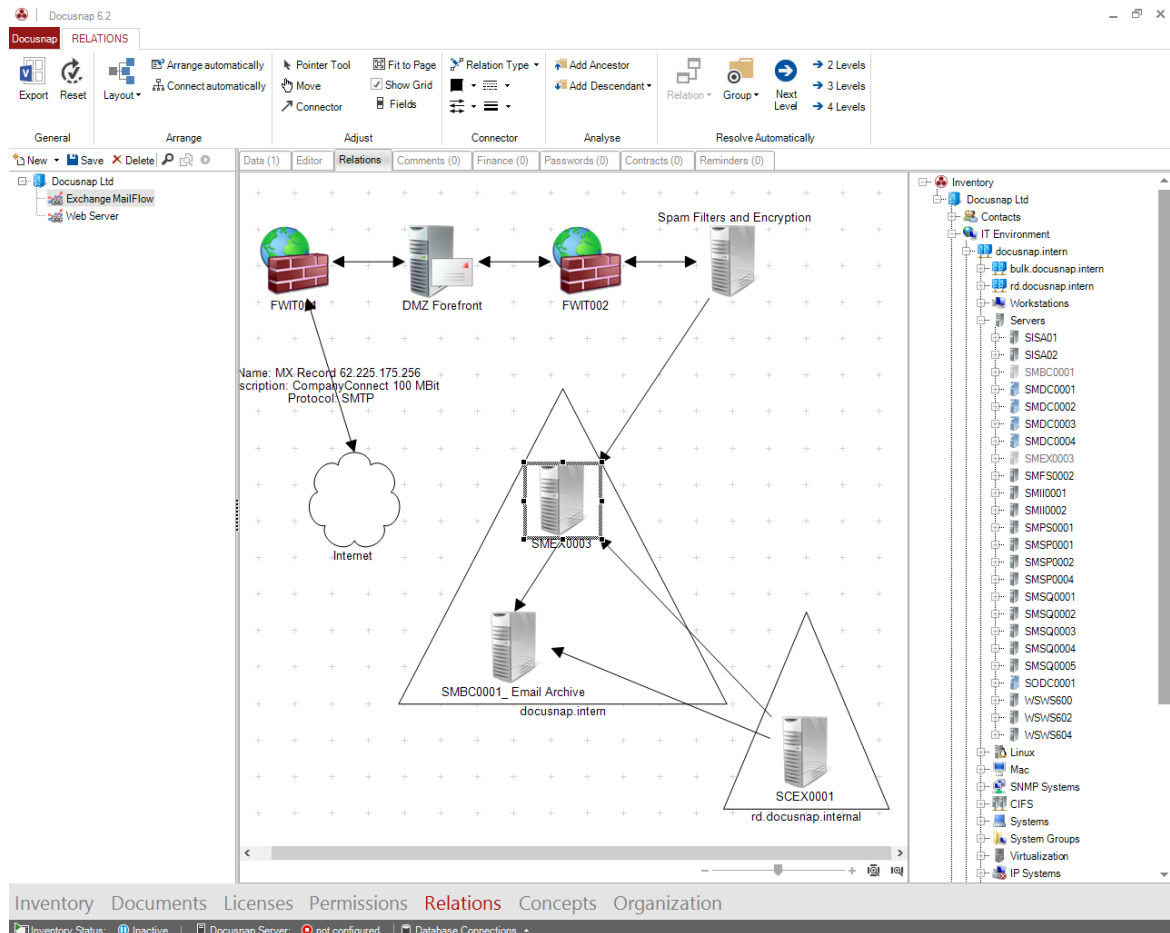 Docusnap 6.2
Docusnap RELATIONS
Export Reset Layout
Arrange automatically
Connect automatically
Pointer Tool
Move
Connector
Fit to Page
Show Grid
Fields
Relation Type
Add Ancestor
Add Descendant
Relation Group Next Level
2 Levels
3 Levels
4 Levels
General Arrange Adjust Connector Analyse Resolve Automatically
New Save Delete
Docusnap Ltd
Exchange MailFlow
Web Server
Data (1) Editor Relations Comments (0) Finance (0) Passwords (0) Contracts (0) Reminders (0)
Spam Filters and Encryption
DMZ Forefront FWIT002
Name: MX Record 62.225.175.256
scription: CompanyConnect 100 MBit
Protocol: SMTP
Internet
SMEX0003
SMBC0001_ Email Archive
docusnap.intern
SCEX0001
rd.docusnap.internal
Inventory
Docusnap Ltd
Contacts
IT Environment
docusnap.intern
bulk.docusnap.intern
rd.docusnap.intern
Workstations
Servers
SISA01
SISA02
SMBC0001
SMDC0001
SMDC0002
SMDC0003
SMDC0004
SMEX0003
SMFS0002
SMII0001
SMII0002
SMPS0001
SMSP0001
SMSP0002
SMSP0004
SMSQ0001
SMSQ0002
SMSQ0003
SMSQ0004
SMSQ0005
SODC0001
WSWS600
WSWS602
WSWS604
Linux
Mac
SNMP Systems
CIFS
Systems
System Groups
Virtualization
IP Systems
Inventory Documents Licenses Permissions Relations Concepts Organization
Inventory Status: Inactive Docusnap Server: not configured Database Connections